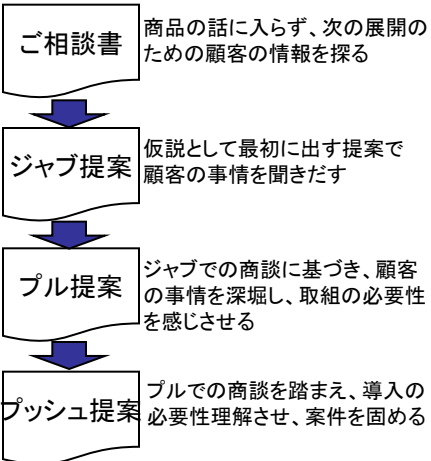 ご相談書
商品の話に入らず、次の展開の
ための顧客の情報を探る
ジャブ提案
仮説として最初に出す提案で
顧客の事情を聞きだす
プル提案
ジャブでの商談に基づき、顧客
の事情を深堀し、取組の必要性
を感じさせる
プッシュ提案
プルでの商談を踏まえ、導入の
必要性理解させ、案件を固める